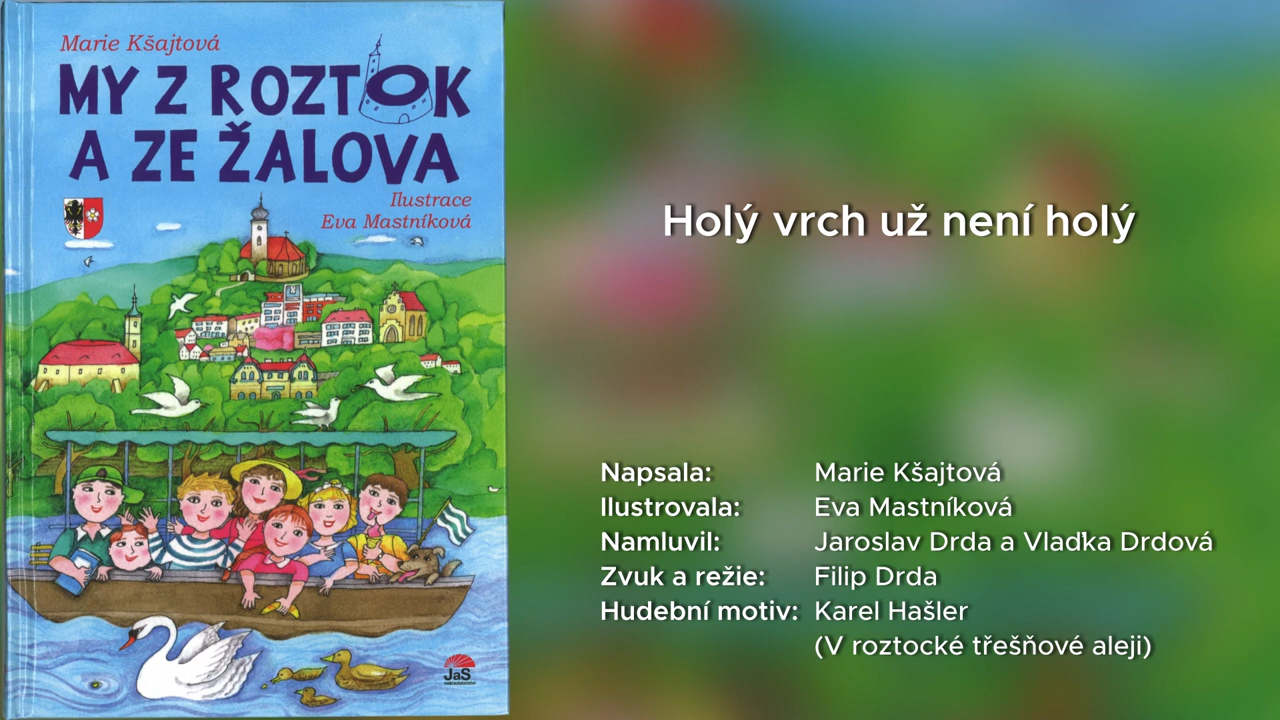 Marie Kšajtová
MY Z ROZTOK
A ZE ŽALOVA
Ilustrace
Eva Mastníková
JaS
nakladatelství
Holý vrch už není holý
Napsala: Marie Kšajtová
Ilustrovala: Eva Mastníková
Namluvil: Jaroslav Drda a Vlaďka Drdová
Zvuk a režie: Filip Drda
Hudební motiv: Karel Hašler
(V roztocké třešňové aleji)